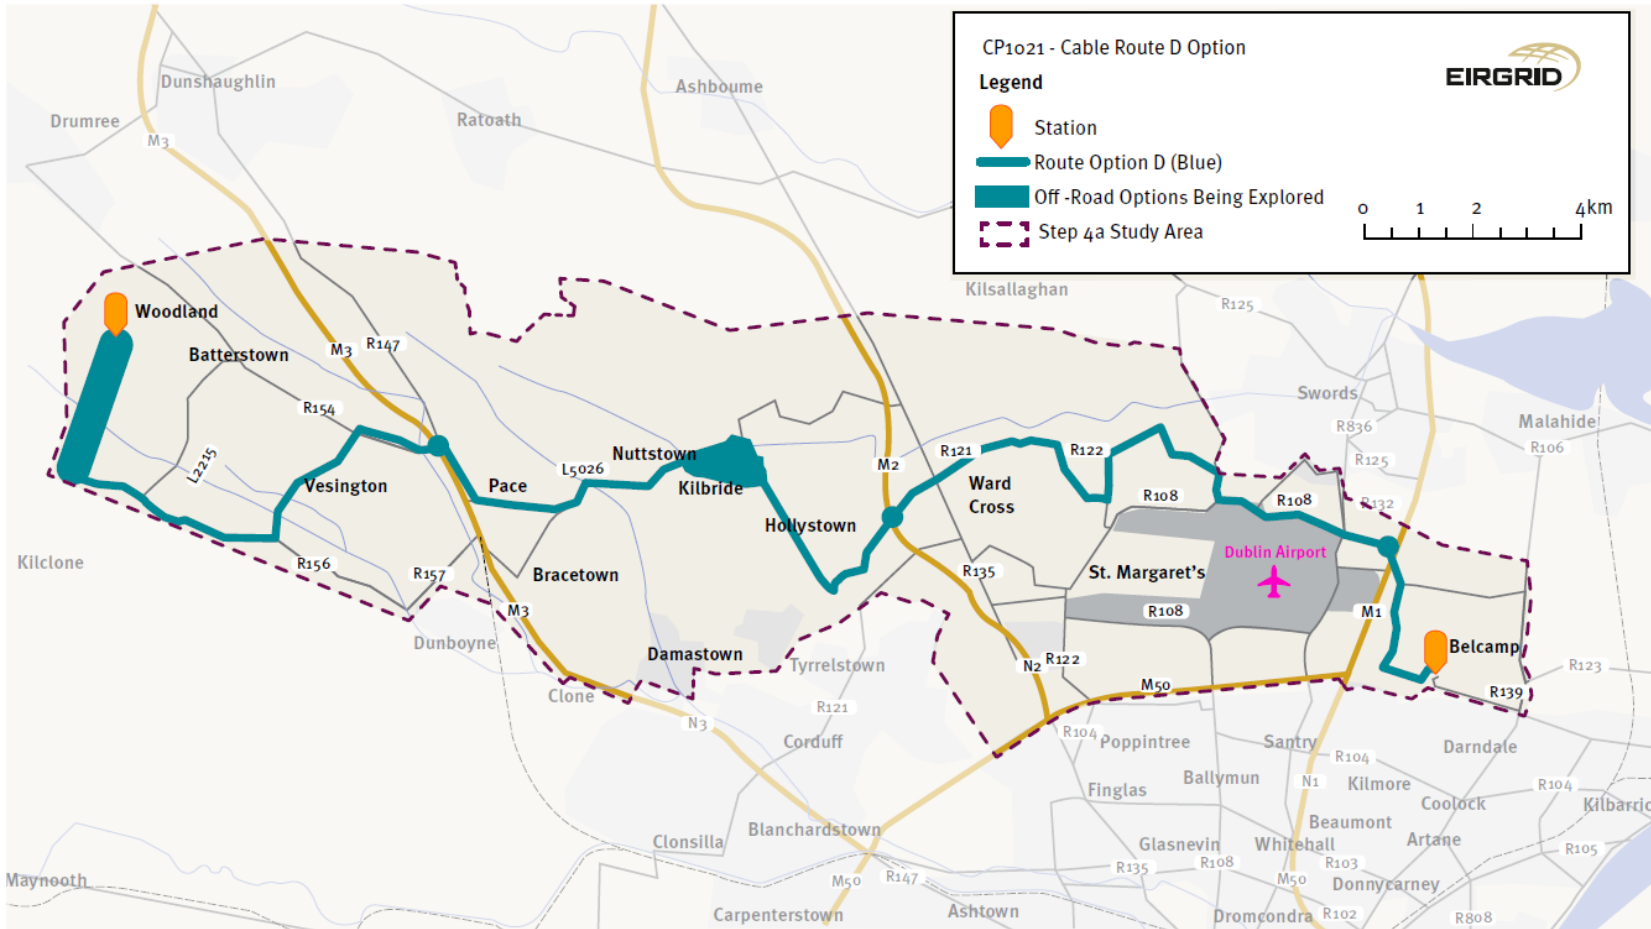 CP1021 - Cable Route D Option
EIRGRID
Legend
Station
Route Option D (Blue)
Off -Road Options Being Explored
Step 4a Study Area
0 1 2 4km
Dunshaughlin
Ashboume
Drumree
Ratoath
M3
Kilsallaghan
R125
Woodland
Batterstown
M3
R147
Swords
R154
Malahide
R836
R106
Nuttstown
R121
R122
R125
L2215
L5026
M2
Vesington
Pace
Kilbride
Ward
Cross
R108
R108
R132
Hollystown
Dublin Airport
Kilclone
R156
R157
Bracetown
R135
St. Margaret's
M3
R108
M1
Dunboyne
Damastown
Tyrrelstown
N2
R122
Belcamp
R123
Clone
M50
R139
R121
N3
R104
Corduff
Poppintree
Santry
Darndale
R104
Ballymun
N1
Kilmore
R104
Finglas
Coolock
Kilbarric
Beaumont
Blanchardstown
Clonsilla
Glasnevin
Whitehall
Artane
R105
R135
R108
R103
Maynooth
M50
R147
M50
Donnycarney
Carpenterstown
Ashtown
Dromcondra
R102
R808